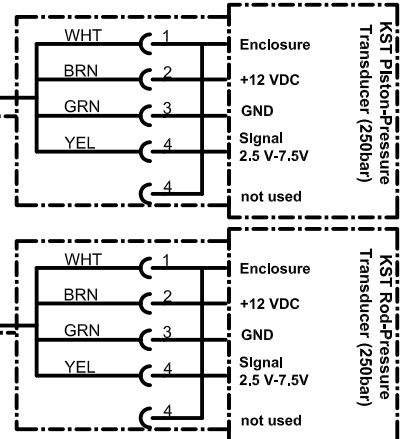 WHT 1 Enclosure
BRN 2 +12 VDC
GRN 3 GND
YEL 4 SIgnal
2.5 V-7.5V
4 not used
KST PIston-Pressure
Transducer (250bar)
WHT 1 Enclosure
BRN 2 +12 VDC
GRN 3 GND
YEL 4 SIgnal
2.5 V-7.5V
4 not used
KST Rod-Pressure
Transducer (250bar)